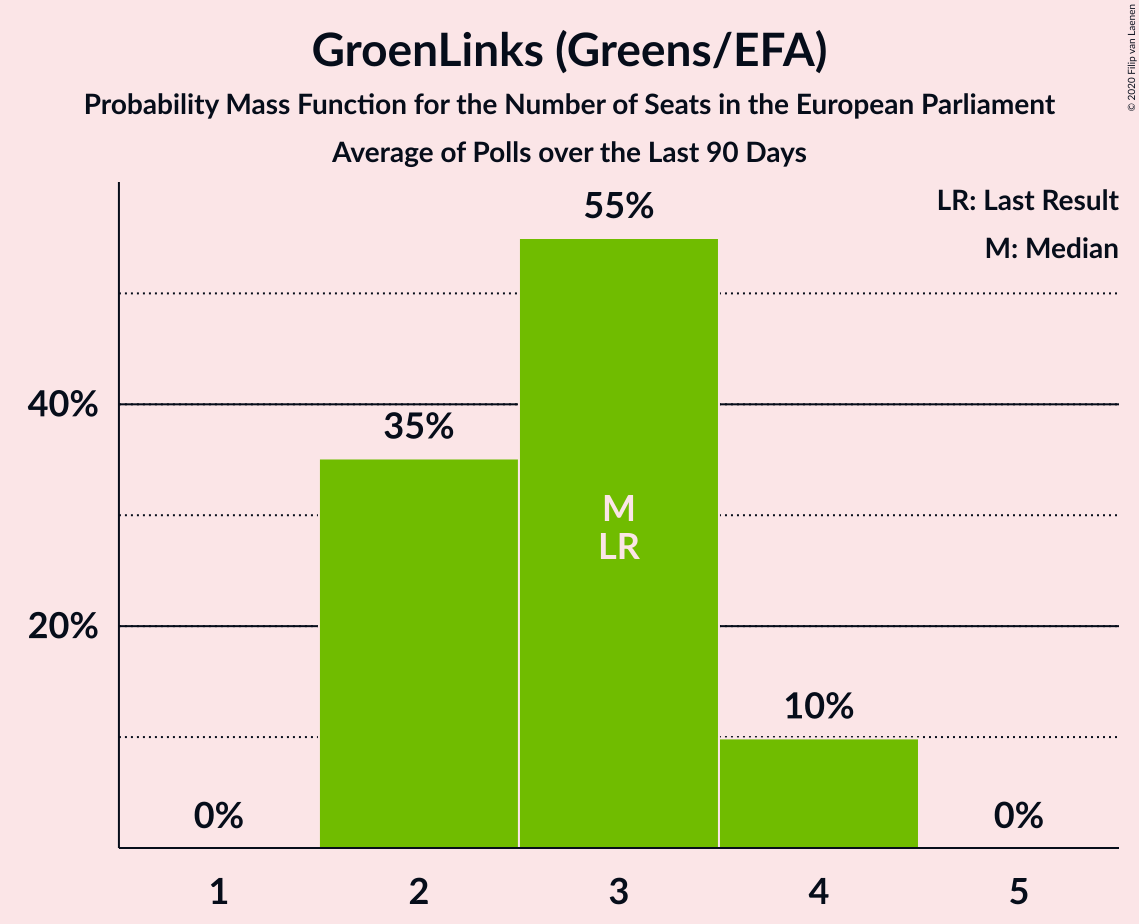 GroenLinks (Greens/EFA)
Probability Mass Function for the Number of Seats in the European Parliament
Average of Polls over the Last 90 Days
© 2020 Filip van Laenen
LR: Last Result
M: Median
55%
40%
35%
M
LR
20%
10%
0%
0%
1
2
3
4
5